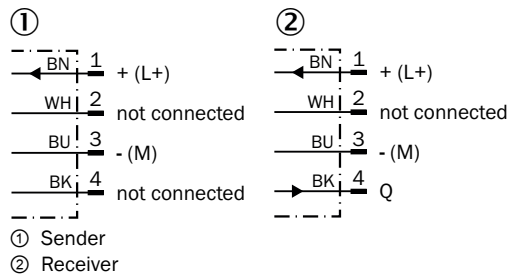 ① ②
BN 1 + (L+) BN 1 + (L+)
WH 2 not connected WH 2 not connected
BU 3 - (M) BU 3 - (M)
BK 4 not connected BK 4 Q
① Sender
② Receiver